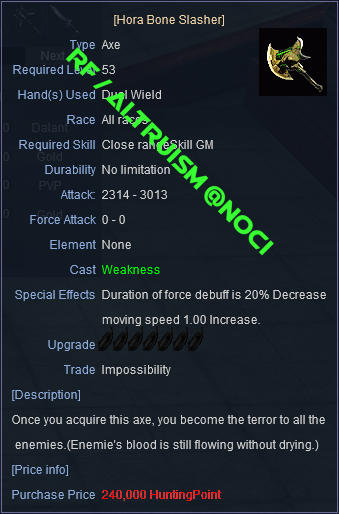 [Hora Bone Slasher]
Type Axe
Required Level 53
Hand(s) Used Dual Wield
Race All races
Required Skill Close range Skill GM
Durability No limitation
Attack: 2314 - 3013
Force Attack 0 - 0
Element None
Cast Weakness
Special Effects Duration of force debuff is 20% Decrease
moving speed 1.00 Increase.
Upgrade
Trade Impossibility
[Description]
Once you acquire this axe, you become the terror to all the
enemies.(Enemie's blood is still flowing without drying.)
[Price info]
Purchase Price 240,000 HuntingPoint
RF / ALTRUISM @NOCI
Next
Dalant
Gold
PVP
Gold